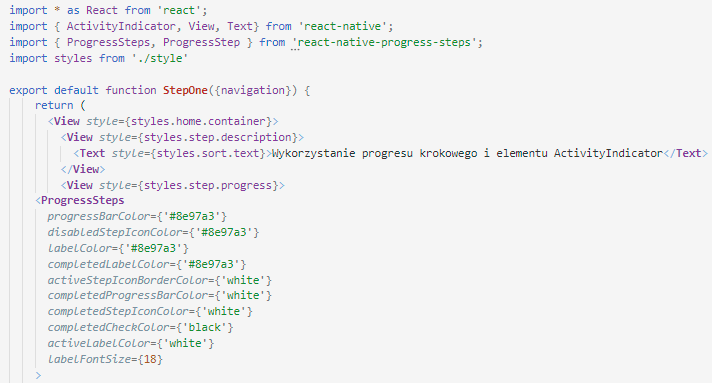 import * as React from 'react';
import { ActivityIndicator, View, Text} from 'react-native';
import { ProgressSteps, ProgressStep } from 'react-native-progress-steps';
import styles from './style'
export default function StepOne({navigation}) {
return (
<View style={styles.home.container}>
<View style={styles.step.description}>
<Text style={styles.sort.text}>Wykorzystanie progresu krokowego i elementu ActivityIndicator</Text>
</View>
<View style={styles.step.progress}>
<ProgressSteps
progressBarColor={'#8e97a3'}
disabledStepIconColor={'#8e97a3'}
labelColor={'#8e97a3'}
completedLabelColor={'#8e97a3'}
activeStepIconBorderColor={'white'}
completedProgressBarColor={'white'}
completedStepIconColor={'white'}
completedCheckColor={'black'}
activeLabelColor={'white'}
labelFontSize={18}
>